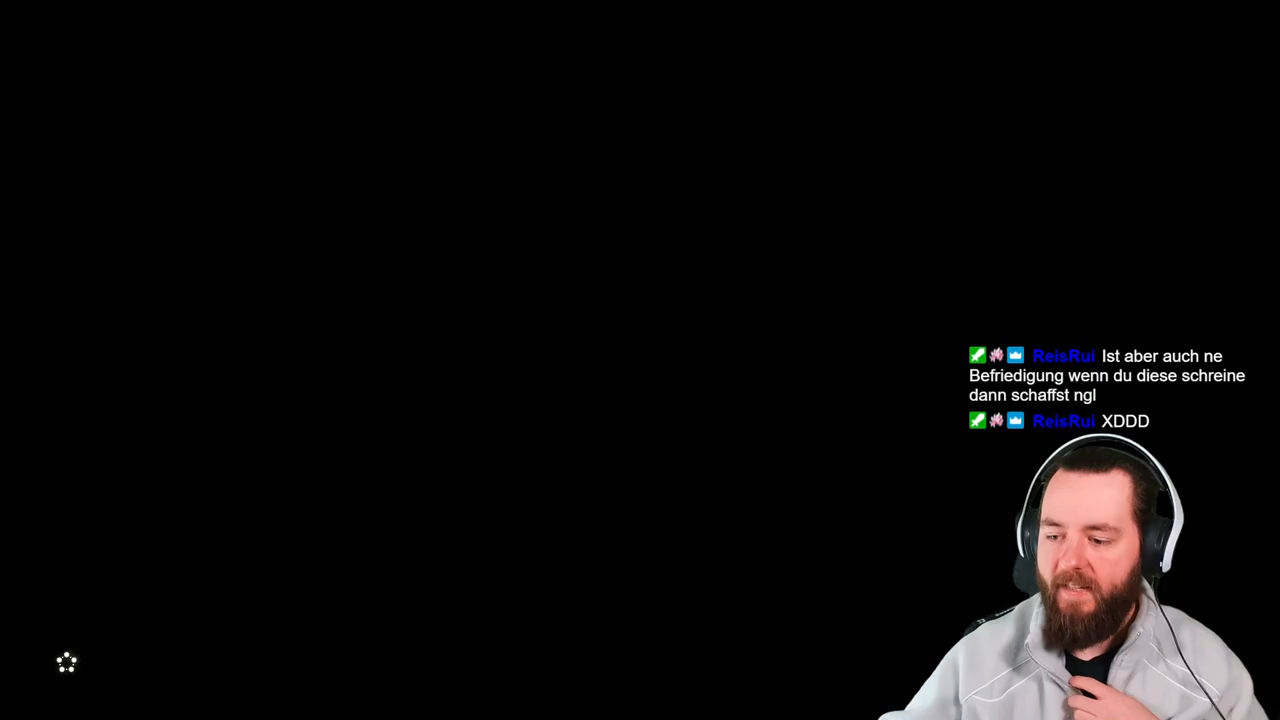 ReisRui Ist aber auch ne
Befriedigung wenn du diese schreine
dann schaffst ngl
ReisRui XDDD